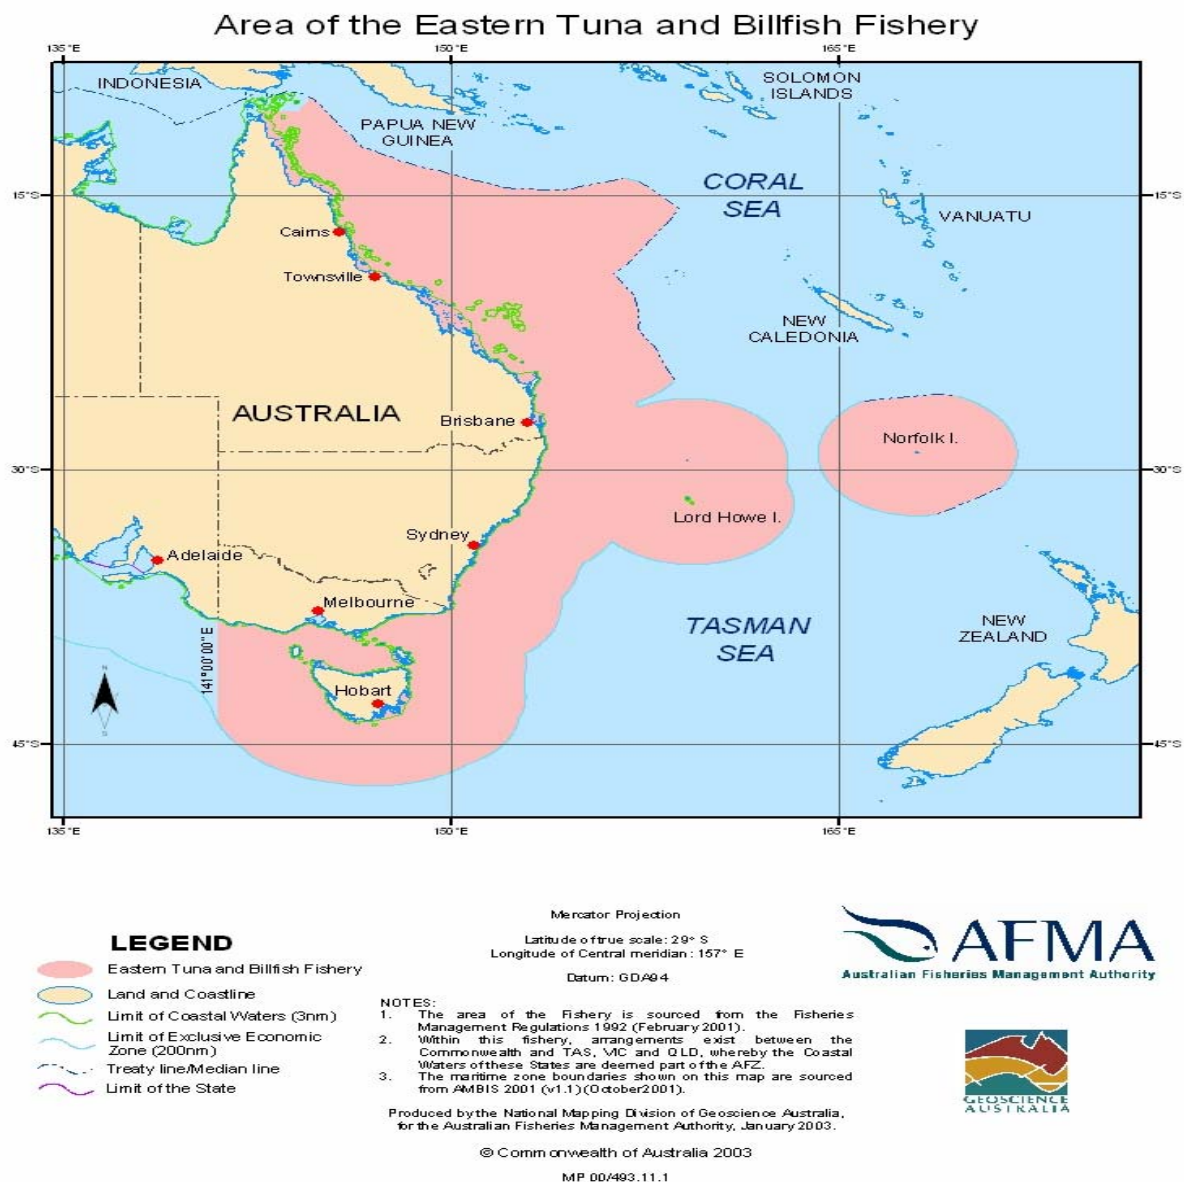 Area of the Eastern Tuna and Billfish Fishery
135°E
150°E
165°E
INDONESIA
SOLOMON
ISLANDS
PAPUA NEW
GUINEA
15°S
CORAL
SEA
15°S
VANUATU
Cairns
Townsville
NEW
CALEDONIA
AUSTRALIA
Brisbane
Norfolk I.
30°S
30°S
Lord Howe I.
Sydney
Adelaide
Melbourne
TASMAN
SEA
NEW
ZEALAND
141°00'00"E
Hobart
N
S
45°S
45°S
135°E
150°E
165°E
LEGEND
Eastern Tuna and Billfish Fishery
Land and Coastline
Limit of Coastal Waters (3nm)
Limit of Exclusive Economic
Zone (200nm)
Treaty line/Median line
Limit of the State
Mercator Projection
Latitude of true scale: 29° S
Longitude of Central meridian: 157° E
Datum: GDA94
NOTES:
1. The area of the Fishery is sourced from the Fisheries
Management Regulations 1992 (February 2001).
2. Within this fishery, arrangements exist between the
Commonwealth and TAS, VIC and QLD, whereby the Coastal
Waters of these States are deemed part of the AFZ.
3. The maritime zone boundaries shown on this map are sourced
from AMBIS 2001 (v1.1) (October 2001).
Produced by the National Mapping Division of Geoscience Australia,
for the Australian Fisheries Management Authority, January 2003.
© Commonwealth of Australia 2003
MP 00/493.11.1
AFMA
Australian Fisheries Management Authority
GEOSCIENCE
AUSTRALIA